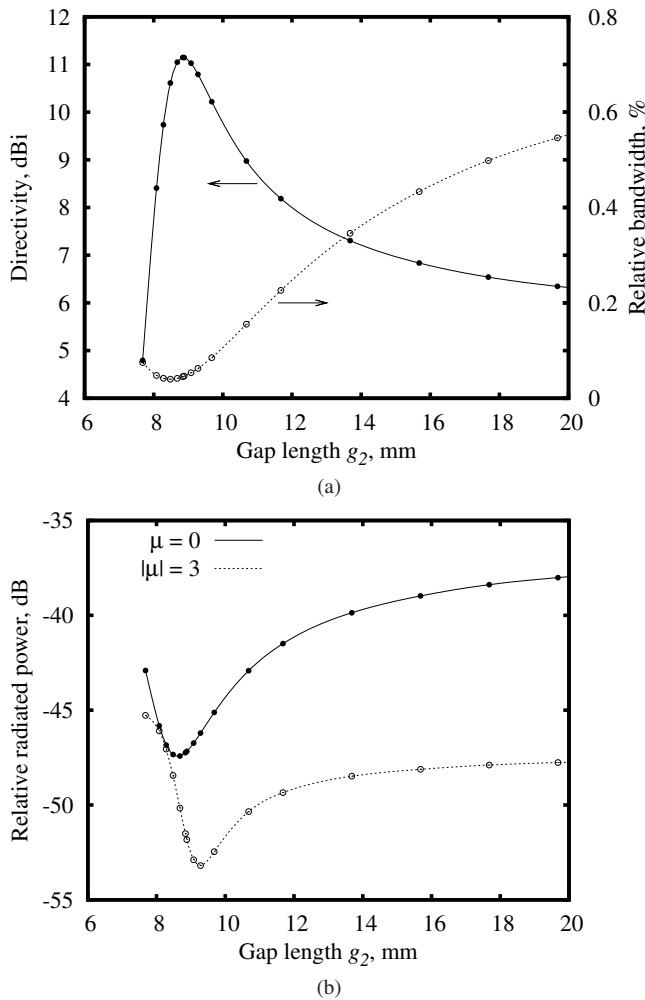 12
11
10
9
8
7
6
5
4
Directivity, dBi
0.8
0.6
0.4
0.2
0
Relative bandwidth, %
6 8 10 12 14 16 18 20
Gap length g2, mm
(a)
-35
-40
-45
-50
-55
Relative radiated power, dB
μ = 0
|μ| = 3
6 8 10 12 14 16 18 20
Gap length g2, mm
(b)